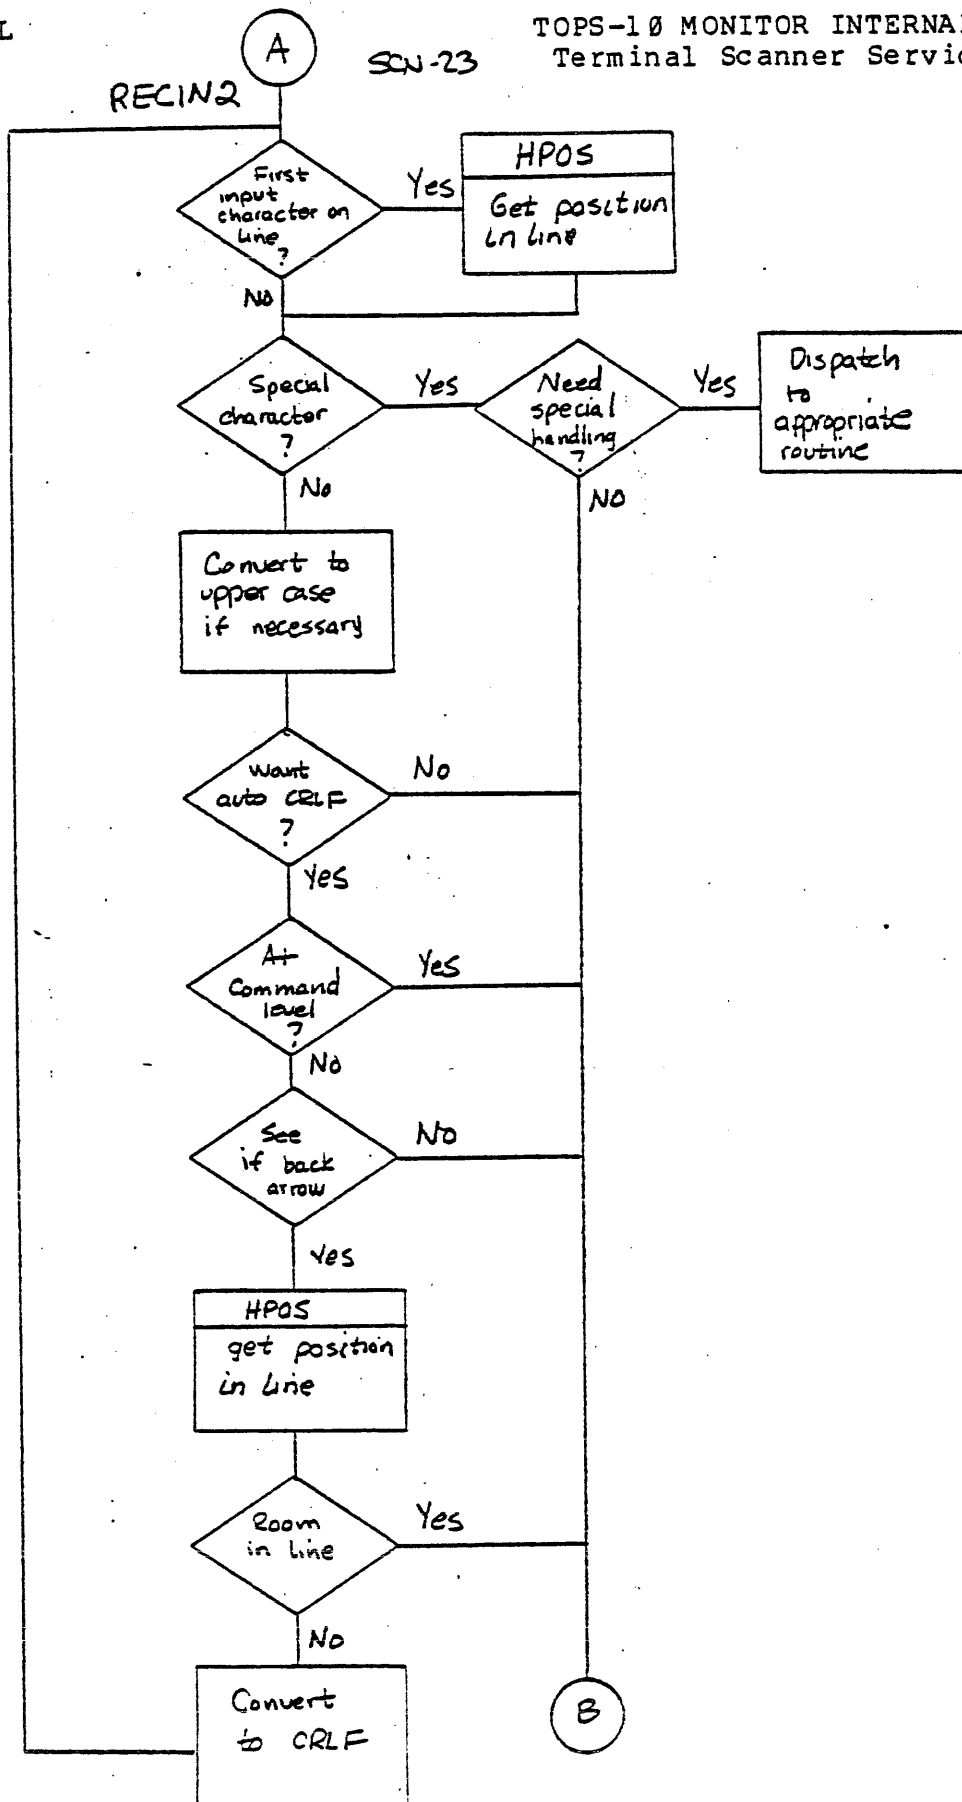 L
TOPS-10 MONITOR INTERNAL
SCN-23
Terminal Scanner Servic
A
RECIN2
First
input
character on
line
?
Yes
HPOS
Get position
in line
No
Special
character
?
Yes
Need
special
handling
?
Yes
Dispatch
to
appropriate
routine
No
NO
Convert to
upper case
if necessary
Want
auto CRLF
?
No
Yes
At
Command
level
?
Yes
No
See
if back
arrow
No
Yes
HPOS
get position
in line
Room
in line
Yes
No
Convert
to CRLF
B